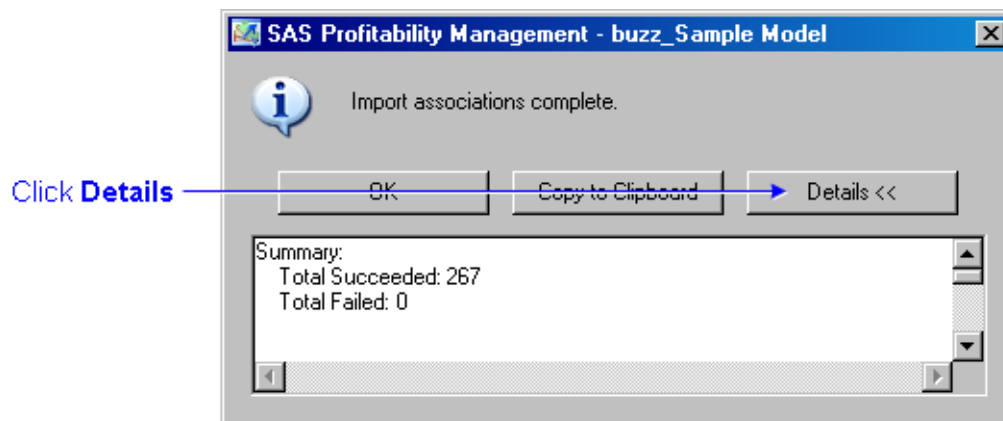 SAS Profitability Management - buzz_Sample Model
Import associations complete.
Click Details
OK
Copy to Clipboard
Details <<
Summary:
Total Succeeded: 267
Total Failed: 0